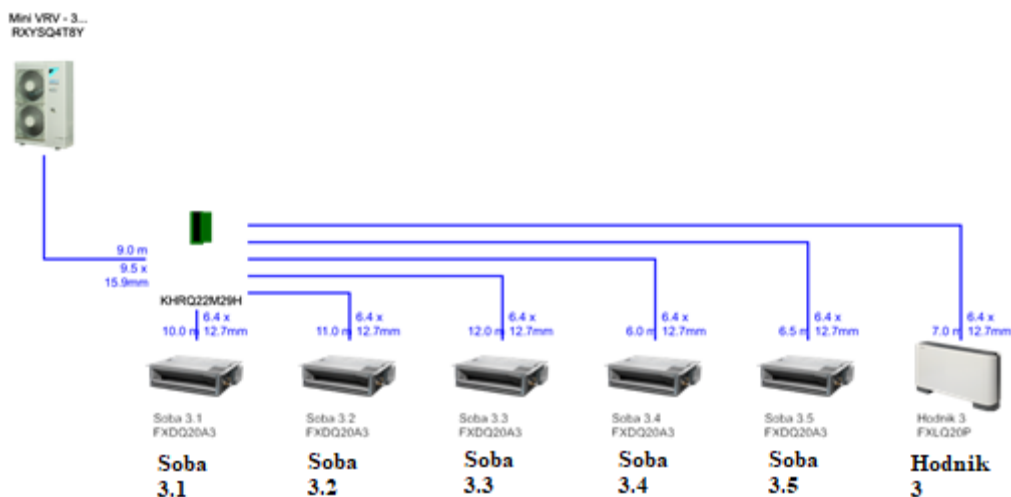 Mini VRV - 3...
RXYSQ4T8Y
9.0 m
9.5 x
15.9mm
KHRQ22M29H
6.4 x
10.0 m 12.7mm
6.4 x
11.0 m 12.7mm
6.4 x
12.0 m 12.7mm
6.4 x
6.0 m 12.7mm
6.4 x
6.5 m 12.7mm
6.4 x
7.0 m 12.7mm
Soba 3.1
FXDQ20A3
Soba 3.2
FXDQ20A3
Soba 3.3
FXDQ20A3
Soba 3.4
FXDQ20A3
Soba 3.5
FXDQ20A3
Hodnik 3
FXLQ20P
Soba
3.1
Soba
3.2
Soba
3.3
Soba
3.4
Soba
3.5
Hodnik
3